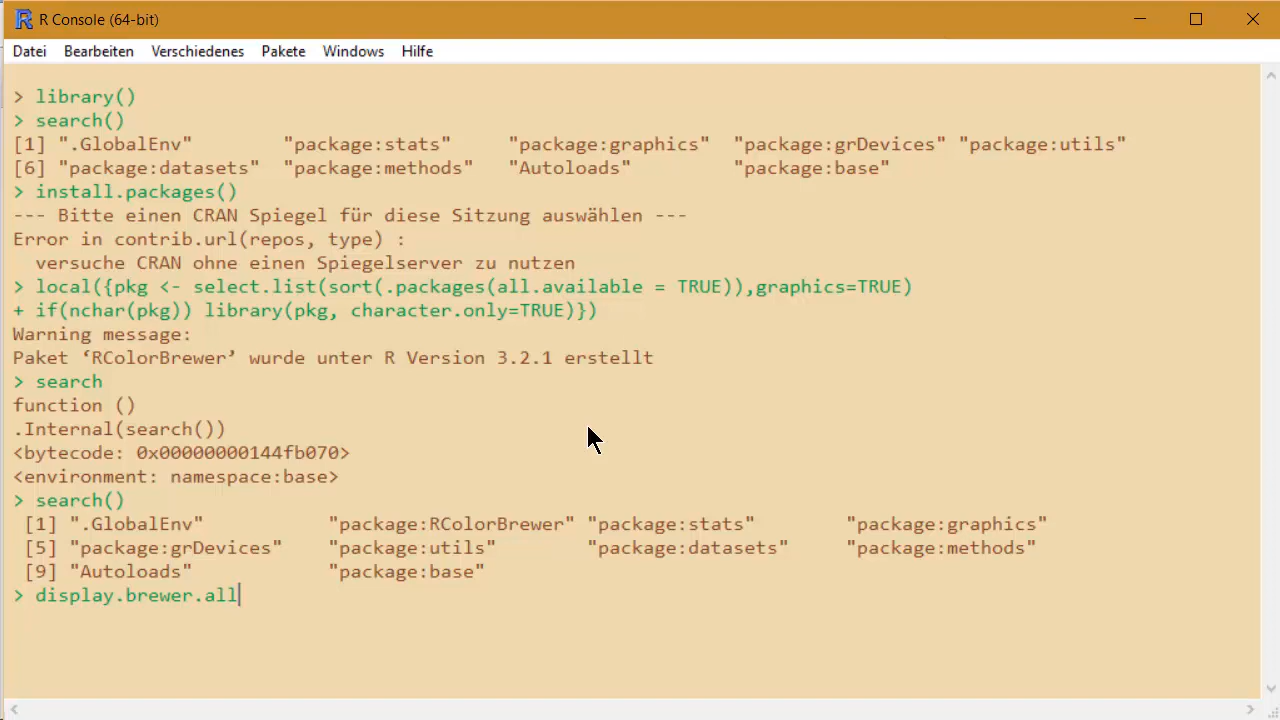 R Console (64-bit)
Datei Bearbeiten Verschiedenes Pakete Windows Hilfe
> library()
> search()
[1] ".GlobalEnv" "package:stats" "package:graphics" "package:grDevices" "package:utils"
[6] "package:datasets" "package:methods" "Autoloads" "package:base"
> install.packages()
--- Bitte einen CRAN Spiegel für diese Sitzung auswählen ---
Error in contrib.url(repos, type) :
versuche CRAN ohne einen Spiegelserver zu nutzen
> local({pkg <- select.list(sort(.packages(all.available = TRUE)),graphics=TRUE)
+ if(nchar(pkg)) library(pkg, character.only=TRUE)})
Warning message:
Paket ‘RColorBrewer’ wurde unter R Version 3.2.1 erstellt
> search
function ()
.Internal(search())
<bytecode: 0x00000000144fb070>
<environment: namespace:base>
> search()
[1] ".GlobalEnv" "package:RColorBrewer" "package:stats" "package:graphics"
[5] "package:grDevices" "package:utils" "package:datasets" "package:methods"
[9] "Autoloads" "package:base"
> display.brewer.all